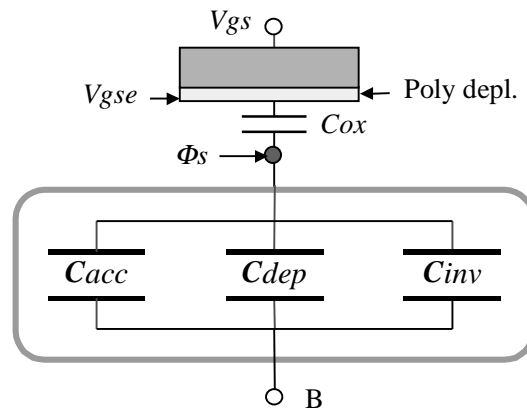 Vgs
Vgse
Poly depl.
Cox
Φs
Cacc
Cdep
Cinv
B